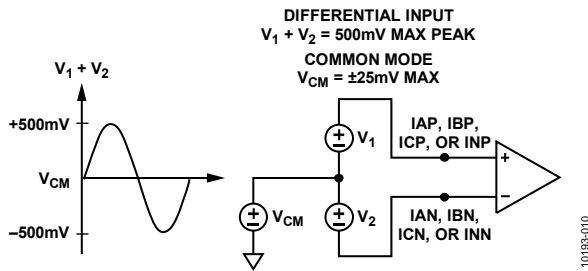 DIFFERENTIAL INPUT
V1 + V2 = 500mV MAX PEAK
COMMON MODE
VCM = ±25mV MAX
V1 + V2
+500mV
VCM
–500mV
V1
V2
VCM
IAP, IBP,
ICP, OR INP
+
–
IAN, IBN,
ICN, OR INN
10193-010